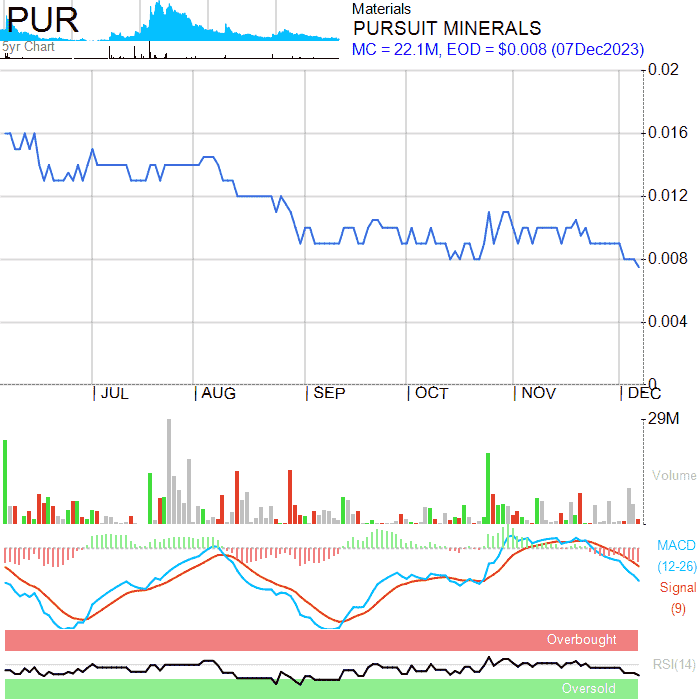 PUR
5yr Chart
Materials
PURSUIT MINERALS
MC = 22.1M, EOD = $0.008 (07Dec2023)
0.02
0.016
0.012
0.008
0.004
0
JUL AUG SEP OCT NOV DEC
29M
Volume
MACD
(12-26)
Signal
(9)
Overbought
RSI(14)
Oversold